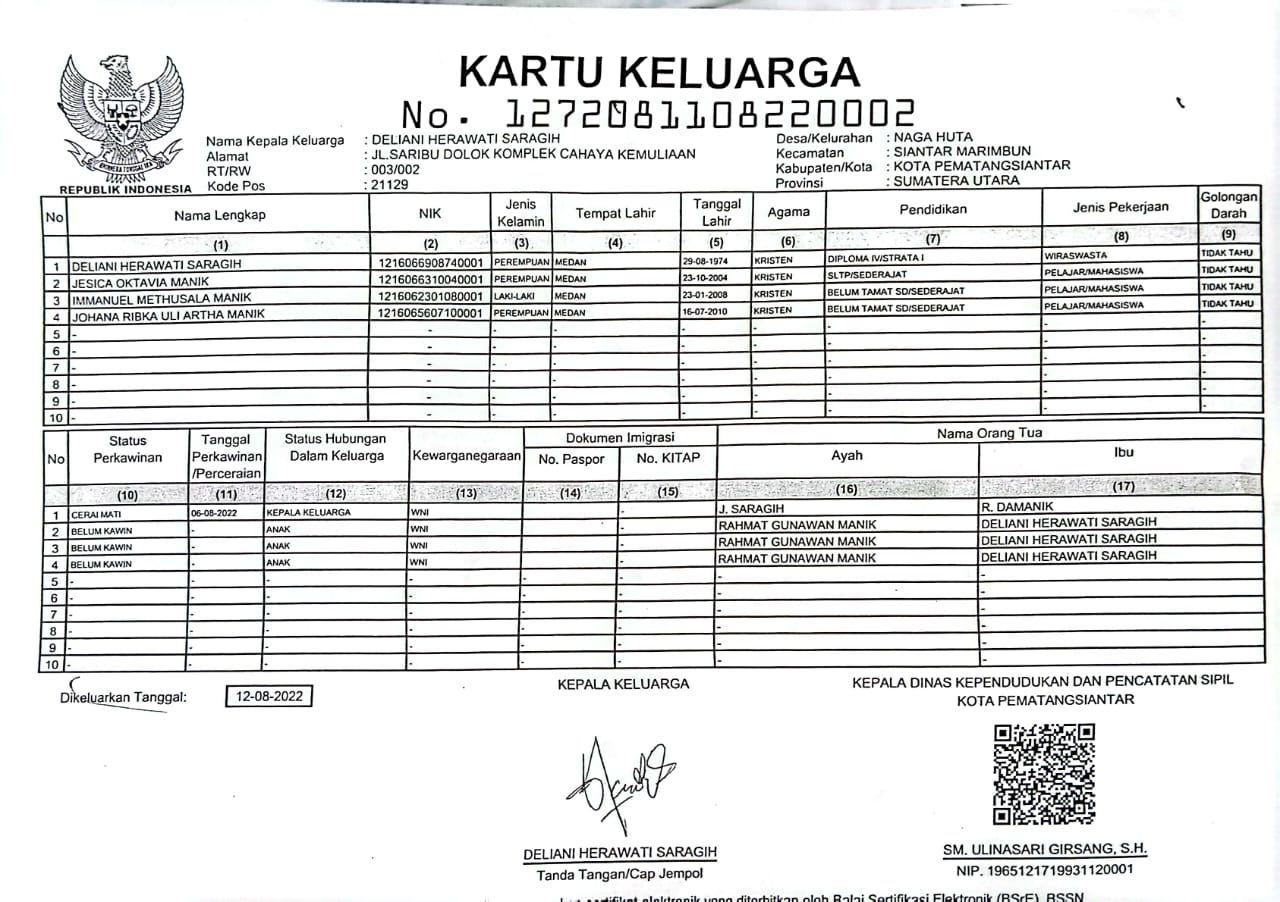 KARTU KELUARGA
No. 1272081108220002
REPUBLIK INDONESIA
Nama Kepala Keluarga : DELIANI HERAWATI SARAGIH
Alamat : JL.SARIBU DOLOK KOMPLEK CAHAYA KEMULIAAN
RT/RW : 003/002
Kode Pos : 21129
Desa/Kelurahan : NAGA HUTA
Kecamatan : SIANTAR MARIMBUN
Kabupaten/Kota : KOTA PEMATANGSIANTAR
Provinsi : SUMATERA UTARA
No Nama Lengkap NIK Jenis Kelamin Tempat Lahir Tanggal Lahir Agama Pendidikan Jenis Pekerjaan Golongan Darah
(1) (2) (3) (4) (5) (6) (7) (8) (9)
1 DELIANI HERAWATI SARAGIH 1216066908740001 PEREMPUAN MEDAN 29-08-1974 KRISTEN DIPLOMA IV/STRATA I WIRASWASTA TIDAK TAHU
2 JESICA OKTAVIA MANIK 1216066310040001 PEREMPUAN MEDAN 23-10-2004 KRISTEN SLTP/SEDERAJAT PELAJAR/MAHASISWA TIDAK TAHU
3 IMMANUEL METHUSALA MANIK 1216062301080001 LAKI-LAKI MEDAN 23-01-2008 KRISTEN BELUM TAMAT SD/SEDERAJAT PELAJAR/MAHASISWA TIDAK TAHU
4 JOHANA RIBKA ULI ARTHA MANIK 1216065607100001 PEREMPUAN MEDAN 16-07-2010 KRISTEN BELUM TAMAT SD/SEDERAJAT PELAJAR/MAHASISWA TIDAK TAHU
5 - - - - - - - - -
6 - - - - - - - - -
7 - - - - - - - - -
8 - - - - - - - - -
9 - - - - - - - - -
10 - - - - - - - - -
No Status Perkawinan Tanggal Perkawinan /Perceraian Status Hubungan Dalam Keluarga Kewarganegaraan Dokumen Imigrasi Nama Orang Tua
No. Paspor No. KITAP Ayah Ibu
(10) (11) (12) (13) (14) (15) (16) (17)
1 CERAI MATI 06-08-2022 KEPALA KELUARGA WNI - J. SARAGIH R. DAMANIK
2 BELUM KAWIN - ANAK WNI - RAHMAT GUNAWAN MANIK DELIANI HERAWATI SARAGIH
3 BELUM KAWIN - ANAK WNI - RAHMAT GUNAWAN MANIK DELIANI HERAWATI SARAGIH
4 BELUM KAWIN - ANAK WNI - RAHMAT GUNAWAN MANIK DELIANI HERAWATI SARAGIH
5 - - - - - - - -
6 - - - - - - - -
7 - - - - - - - -
8 - - - - - - - -
9 - - - - - - - -
10 - - - - - - - -
Dikeluarkan Tanggal: 12-08-2022
KEPALA KELUARGA
DELIANI HERAWATI SARAGIH
Tanda Tangan/Cap Jempol
KEPALA DINAS KEPENDUDUKAN DAN PENCATATAN SIPIL
KOTA PEMATANGSIANTAR
SM. ULINASARI GIRSANG, S.H.
NIP. 1965121719931120001
sertifikat elektronik yang diterbitkan oleh Balai Sertifikasi Elektronik (BSrE), BSSN